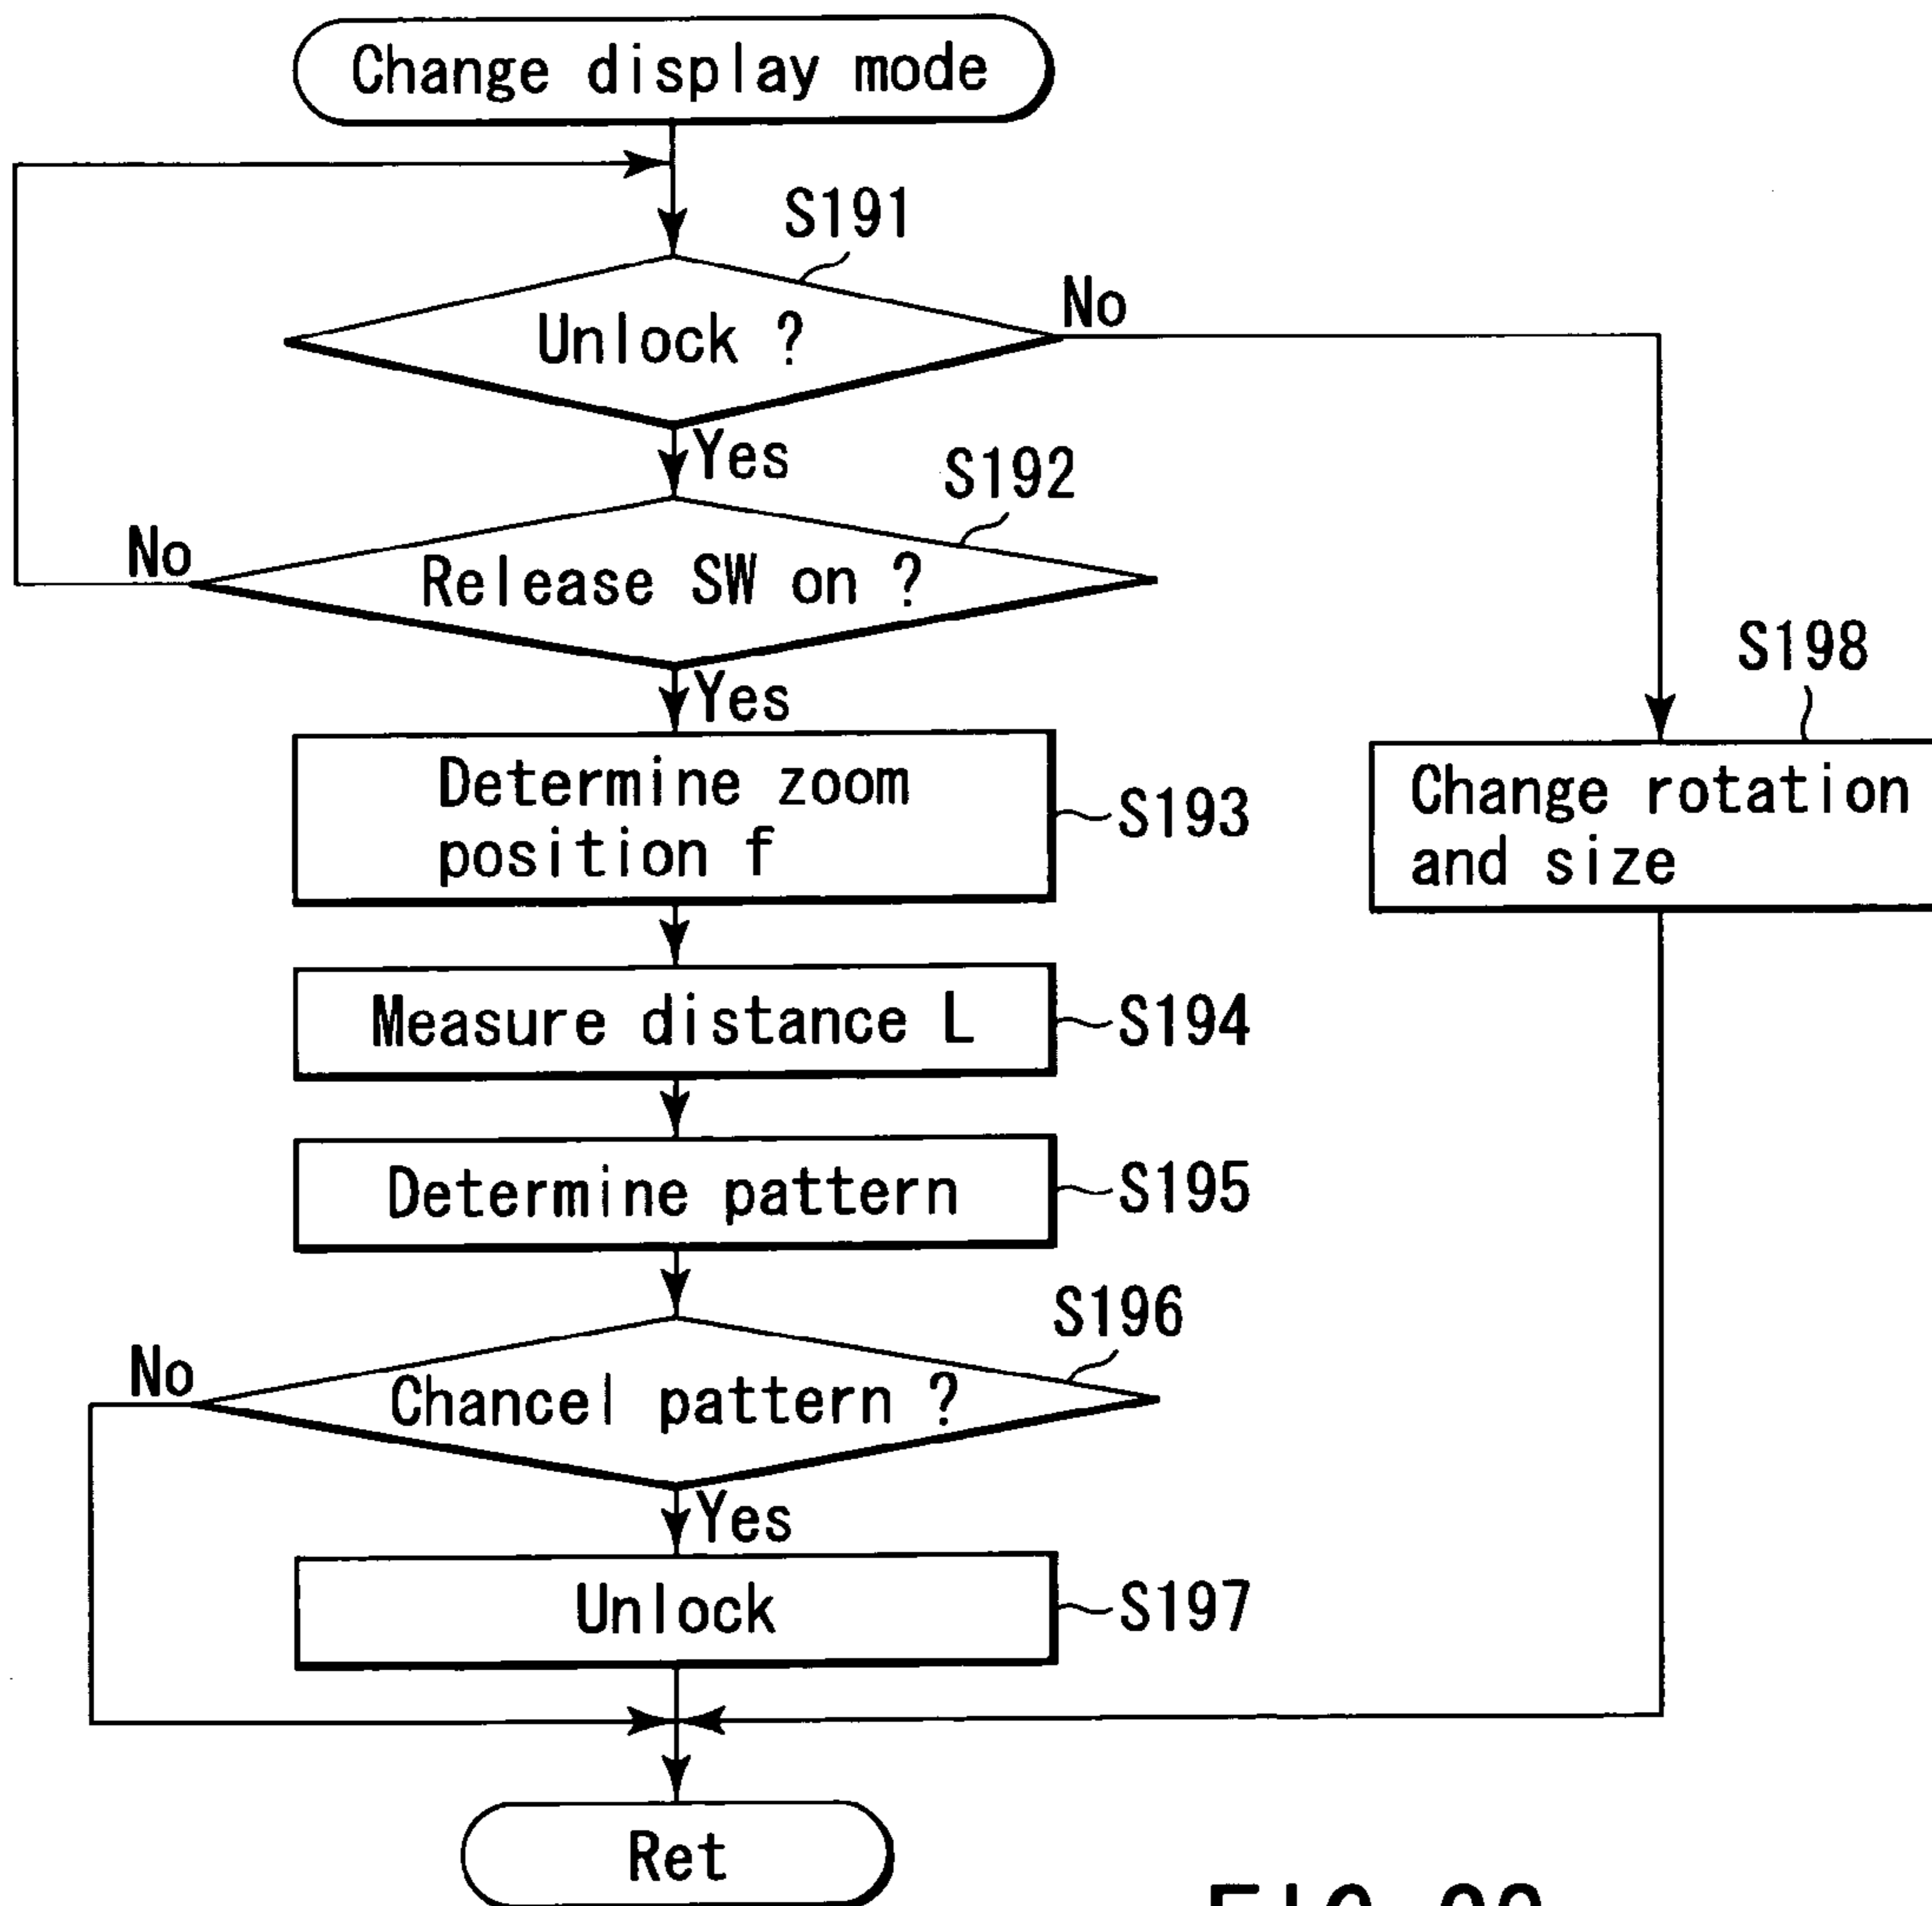 Change display mode
S191
Unlock ?
No
Yes
S192
No
Release SW on ?
Yes
S198
Determine zoom
position f
S193
Change rotation
and size
Measure distance L
S194
Determine pattern
S195
S196
No
Chancel pattern ?
Yes
Unlock
S197
Ret